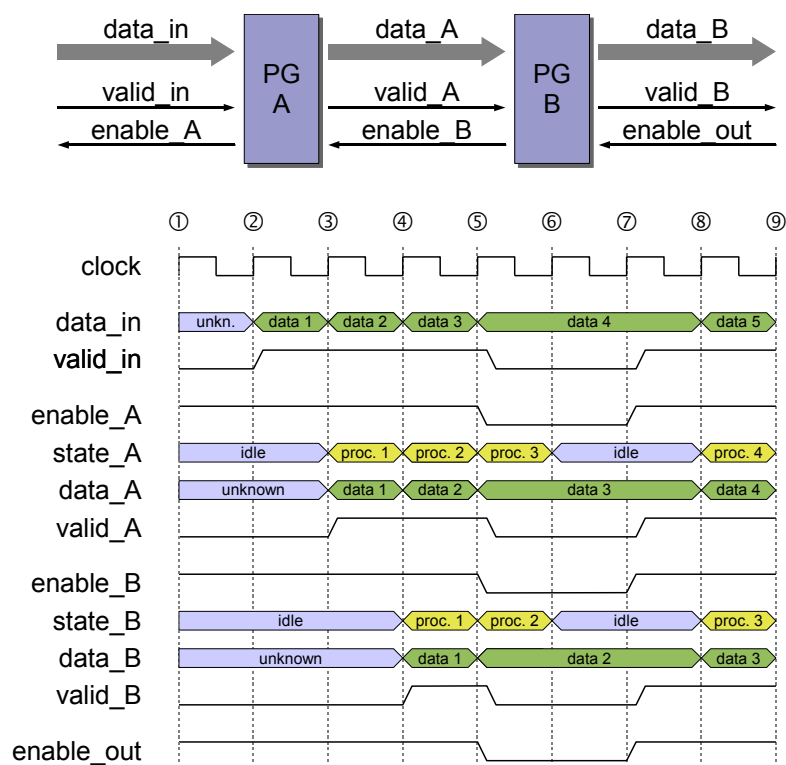 data_in data_A data_B
PG A PG B
valid_in valid_A valid_B
enable_A enable_B enable_out
① ② ③ ④ ⑤ ⑥ ⑦ ⑧ ⑨
clock
data_in unkn. data 1 data 2 data 3 data 4 data 5
valid_in
enable_A
state_A idle proc. 1 proc. 2 proc. 3 idle proc. 4
data_A unknown data 1 data 2 data 3 data 4
valid_A
enable_B
state_B idle proc. 1 proc. 2 idle proc. 3
data_B unknown data 1 data 2 data 3
valid_B
enable_out